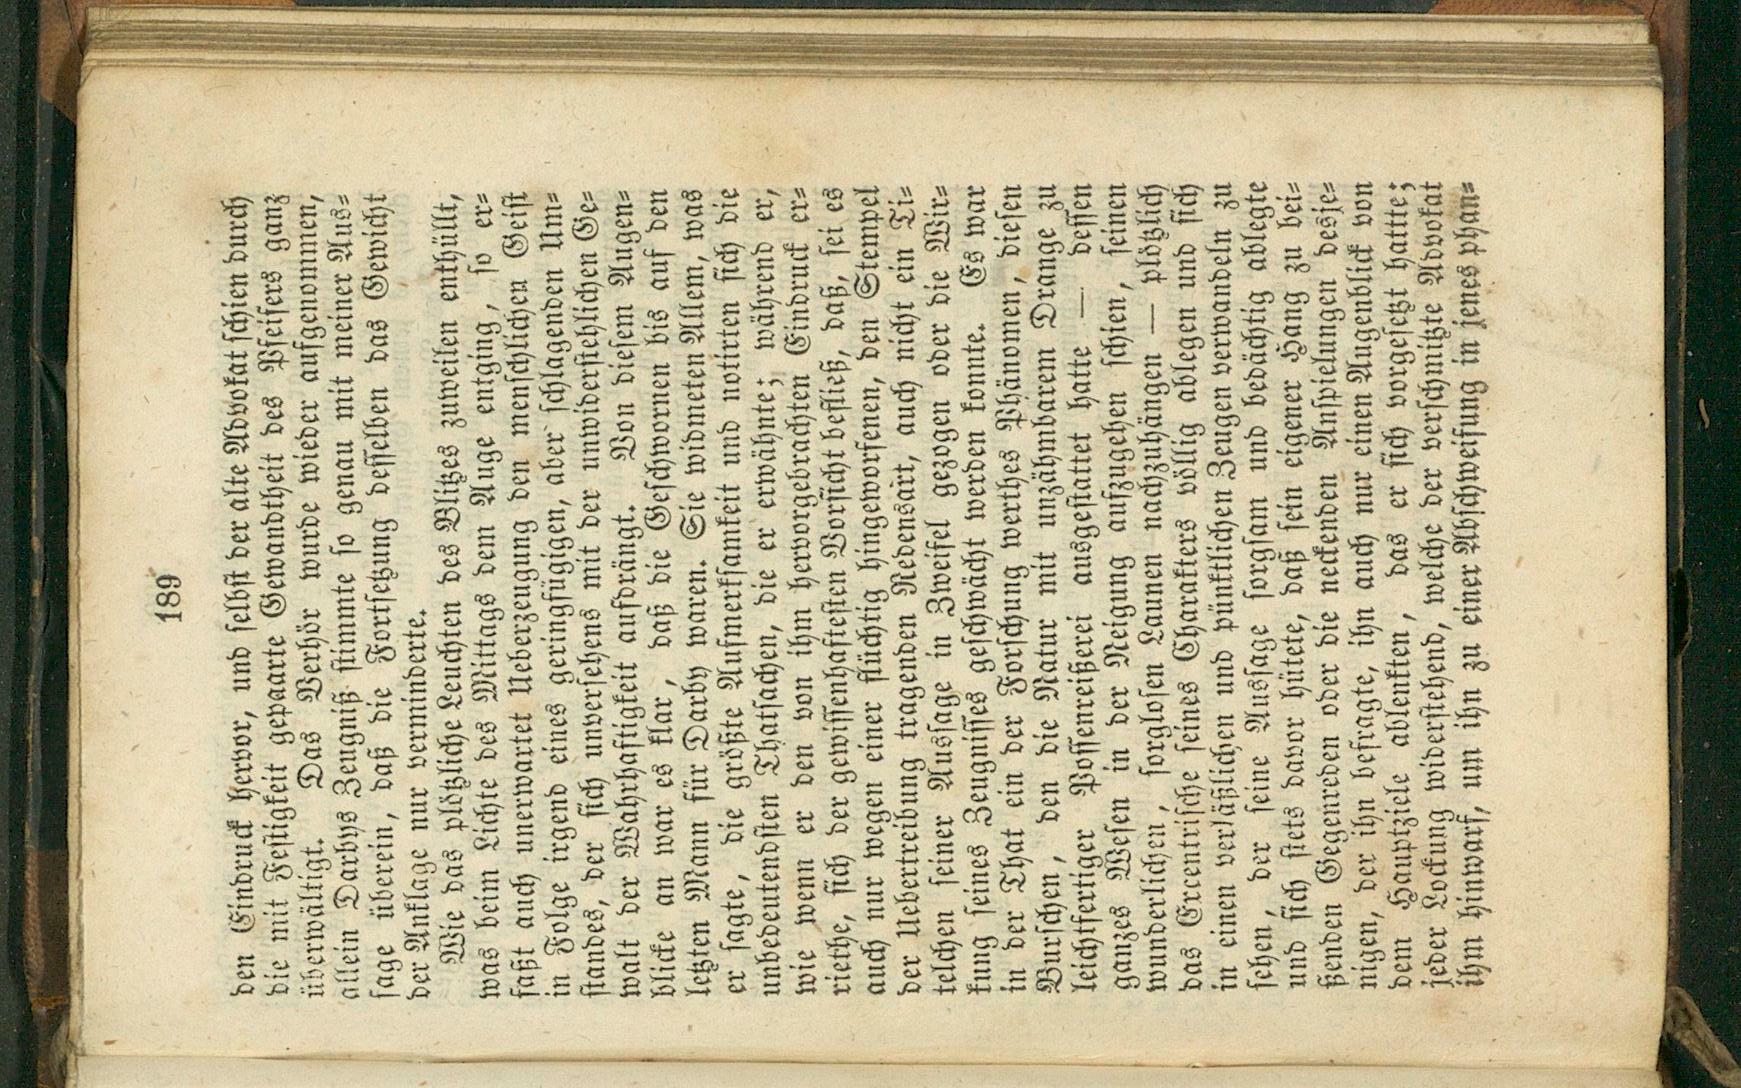 189
den Eindruck hervor, und ſelbſt der alte Advokat ſchien durch
die mit Feſtigkeit gepaarte Gewandtheit des Pfeifers ganz
überwältigt. Das Verhör wurde wieder aufgenommen,
allein Darbys Zeugniß ſtimmte ſo genau mit meiner Aus⸗
ſage überein, daß die Fortſetzung deſſelben das Gewicht
der Anklage nur verminderte.
Wie das plötzliche Leuchten des Blitzes zuweilen enthüllt,
was beim Lichte des Mittags dem Auge entging, ſo er⸗
faßt auch unerwartet Ueberzeugung den menſchlichen Geiſt
in Folge irgend eines geringfügigen, aber ſchlagenden Um⸗
ſtandes, der ſich unverſehens mit der unwiderſtehlichen Ge⸗
walt der Wahrhaftigkeit aufdrängt. Von dieſem Augen⸗
blicke an war es klar, daß die Geſchwornen bis auf den
letzten Mann für Darby waren. Sie widmeten Allem, was
er ſagte, die größte Aufmerkſamkeit und notirten ſich die
unbedeutendſten Thatſachen, die er erwähnte; während er,
wie wenn er den von ihm hervorgebrachten Eindruck er⸗
riethe, ſich der gewiſſenhafteſten Vorſicht befließ, daß, ſei es
auch nur wegen einer flüchtig hingeworfenen, den Stempel
der Uebertreibung tragenden Redensart, auch nicht ein Ti⸗
telchen ſeiner Ausſage in Zweifel gezogen oder die Wir⸗
kung ſeines Zeugniſſes geſchwächt werden konnte. Es war
in der That ein der Forſchung werthes Phänomen, dieſen
Burſchen, den die Natur mit unzähmbarem Drange zu
leichtfertiger Poſſenreißerei ausgeſtattet hatte — deſſen
ganzes Weſen in der Neigung aufzugehen ſchien, ſeinen
wunderlichen, ſorgloſen Launen nachzuhängen — plötzlich
das Excentriſche ſeines Charakters völlig ablegen und ſich
in einen verläßlichen und pünktlichen Zeugen verwandeln zu
ſehen, der ſeine Ausſage ſorgſam und bedächtig ablegte
und ſich ſtets davor hütete, daß ſein eigener Hang zu bei⸗
ßenden Gegenreden oder die neckenden Anſpielungen desje⸗
nigen, der ihn befragte, ihn auch nur einen Augenblick von
dem Hauptziele ablenkten, das er ſich vorgeſetzt hatte;
jeder Lockung widerſtehend, welche der verſchmitzte Advokat
ihm hinwarf, um ihn zu einer Abſchweifung in jenes phan⸗